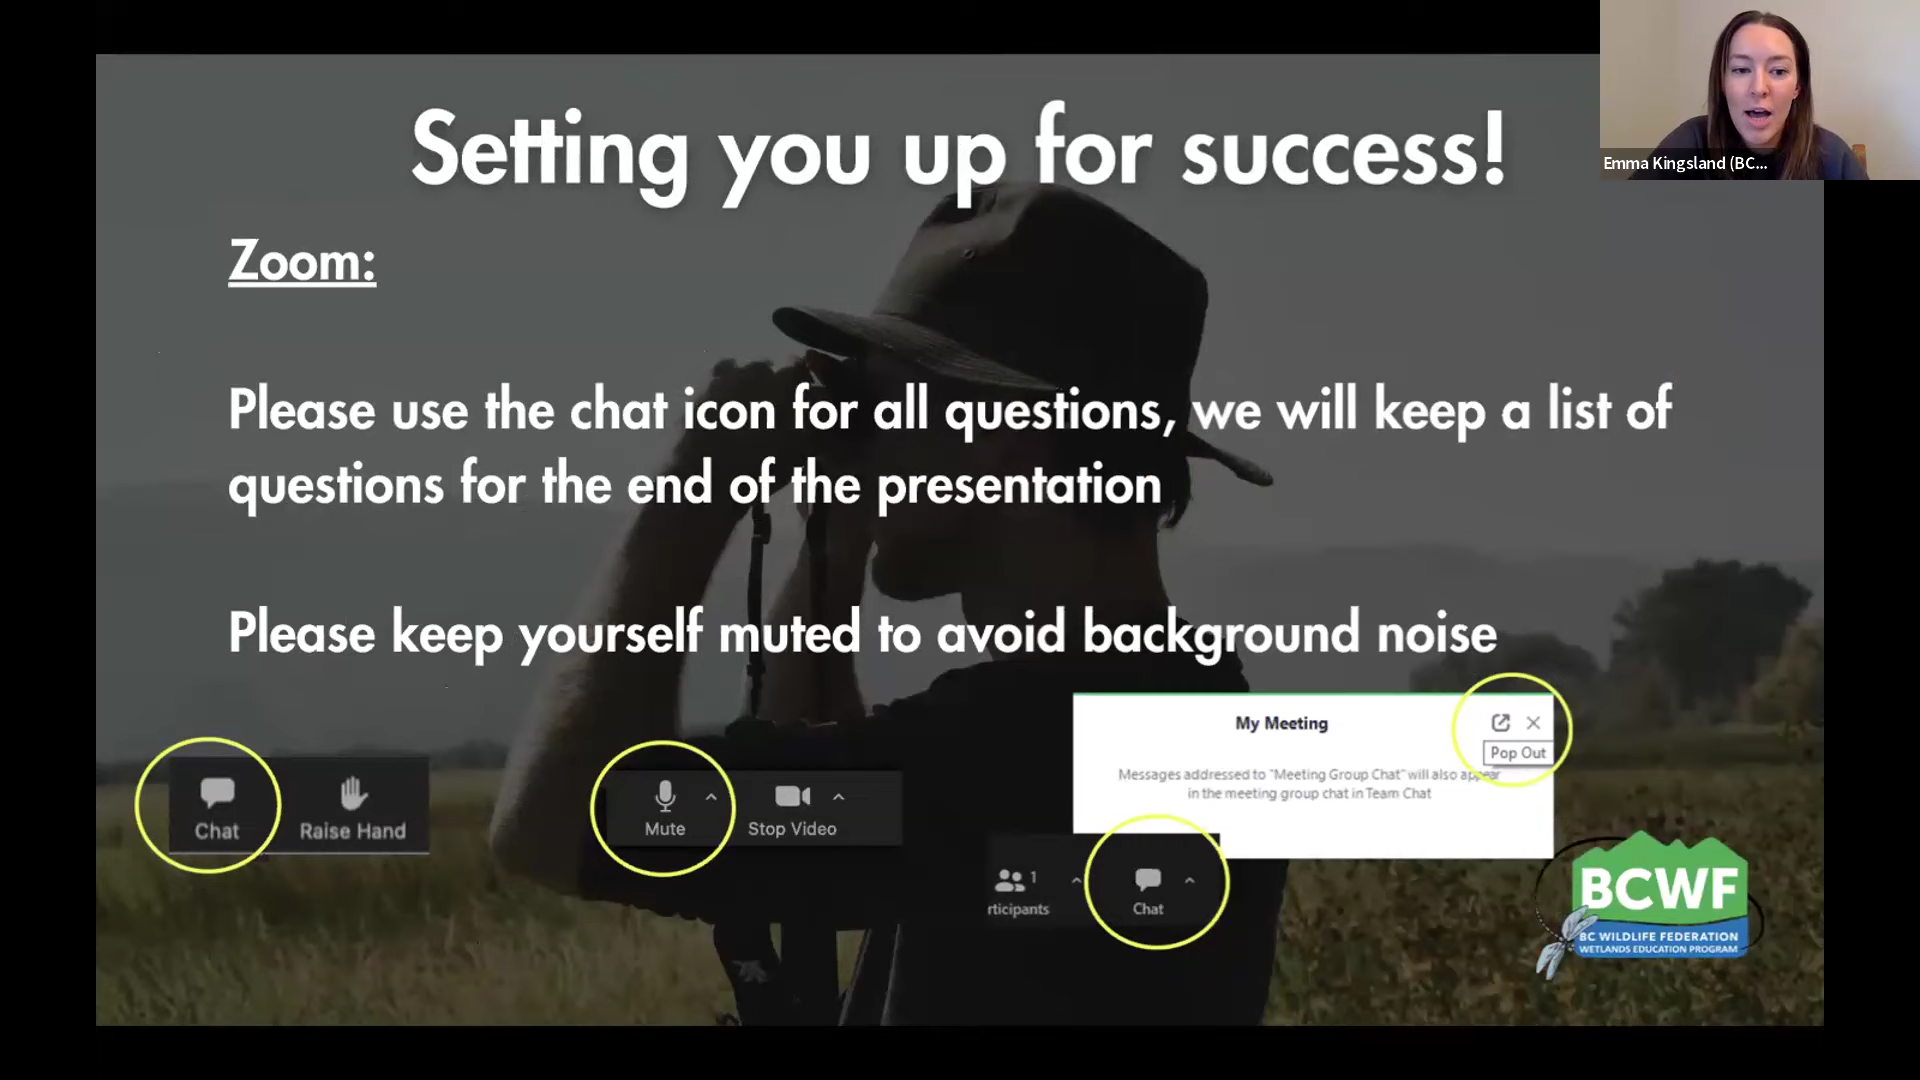 Setting you up for success!
Emma Kingsland (BC...
Zoom:
Please use the chat icon for all questions, we will keep a list of
questions for the end of the presentation
Please keep yourself muted to avoid background noise
Chat
Raise Hand
Mute
Stop Video
My Meeting
Pop Out
Messages addressed to "Meeting Group Chat" will also appear
in the meeting group chat in Team Chat
1
rticipants
Chat
BCWF
BC WILDLIFE FEDERATION
WETLANDS EDUCATION PROGRAM